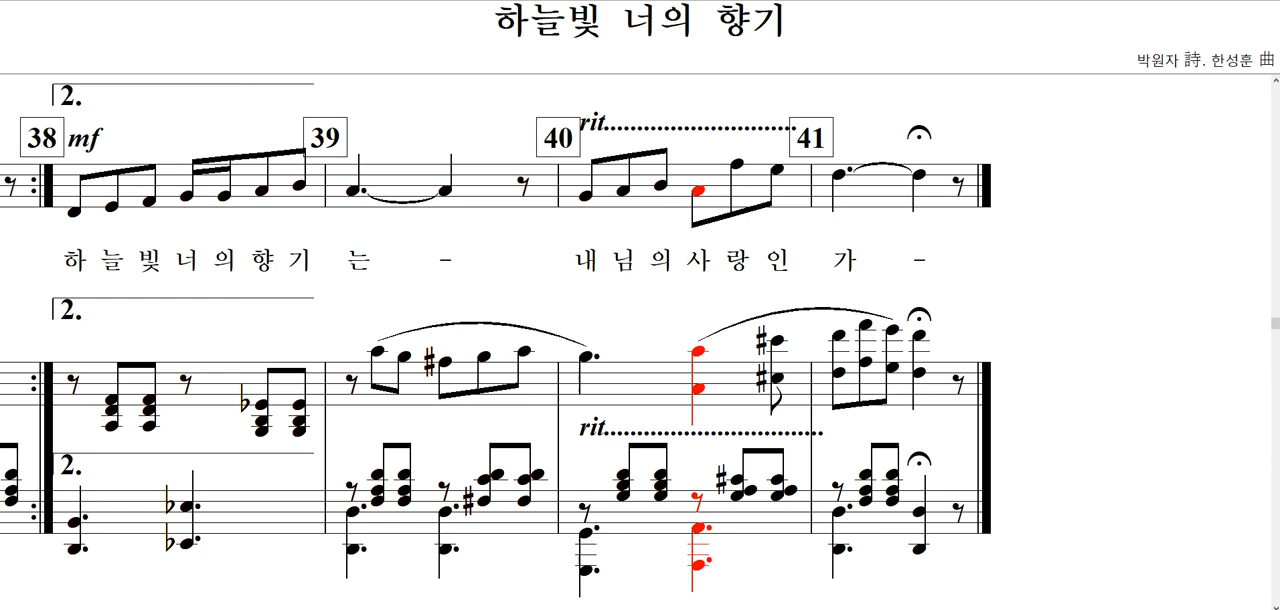 하늘빛 너의 향기
박원자 詩. 한성훈 曲
2.
38 mf 39 40 rit. 41
하 늘 빛 너 의 향 기 는 - 내 님 의 사 랑 인 가 -
2.
rit.
2.